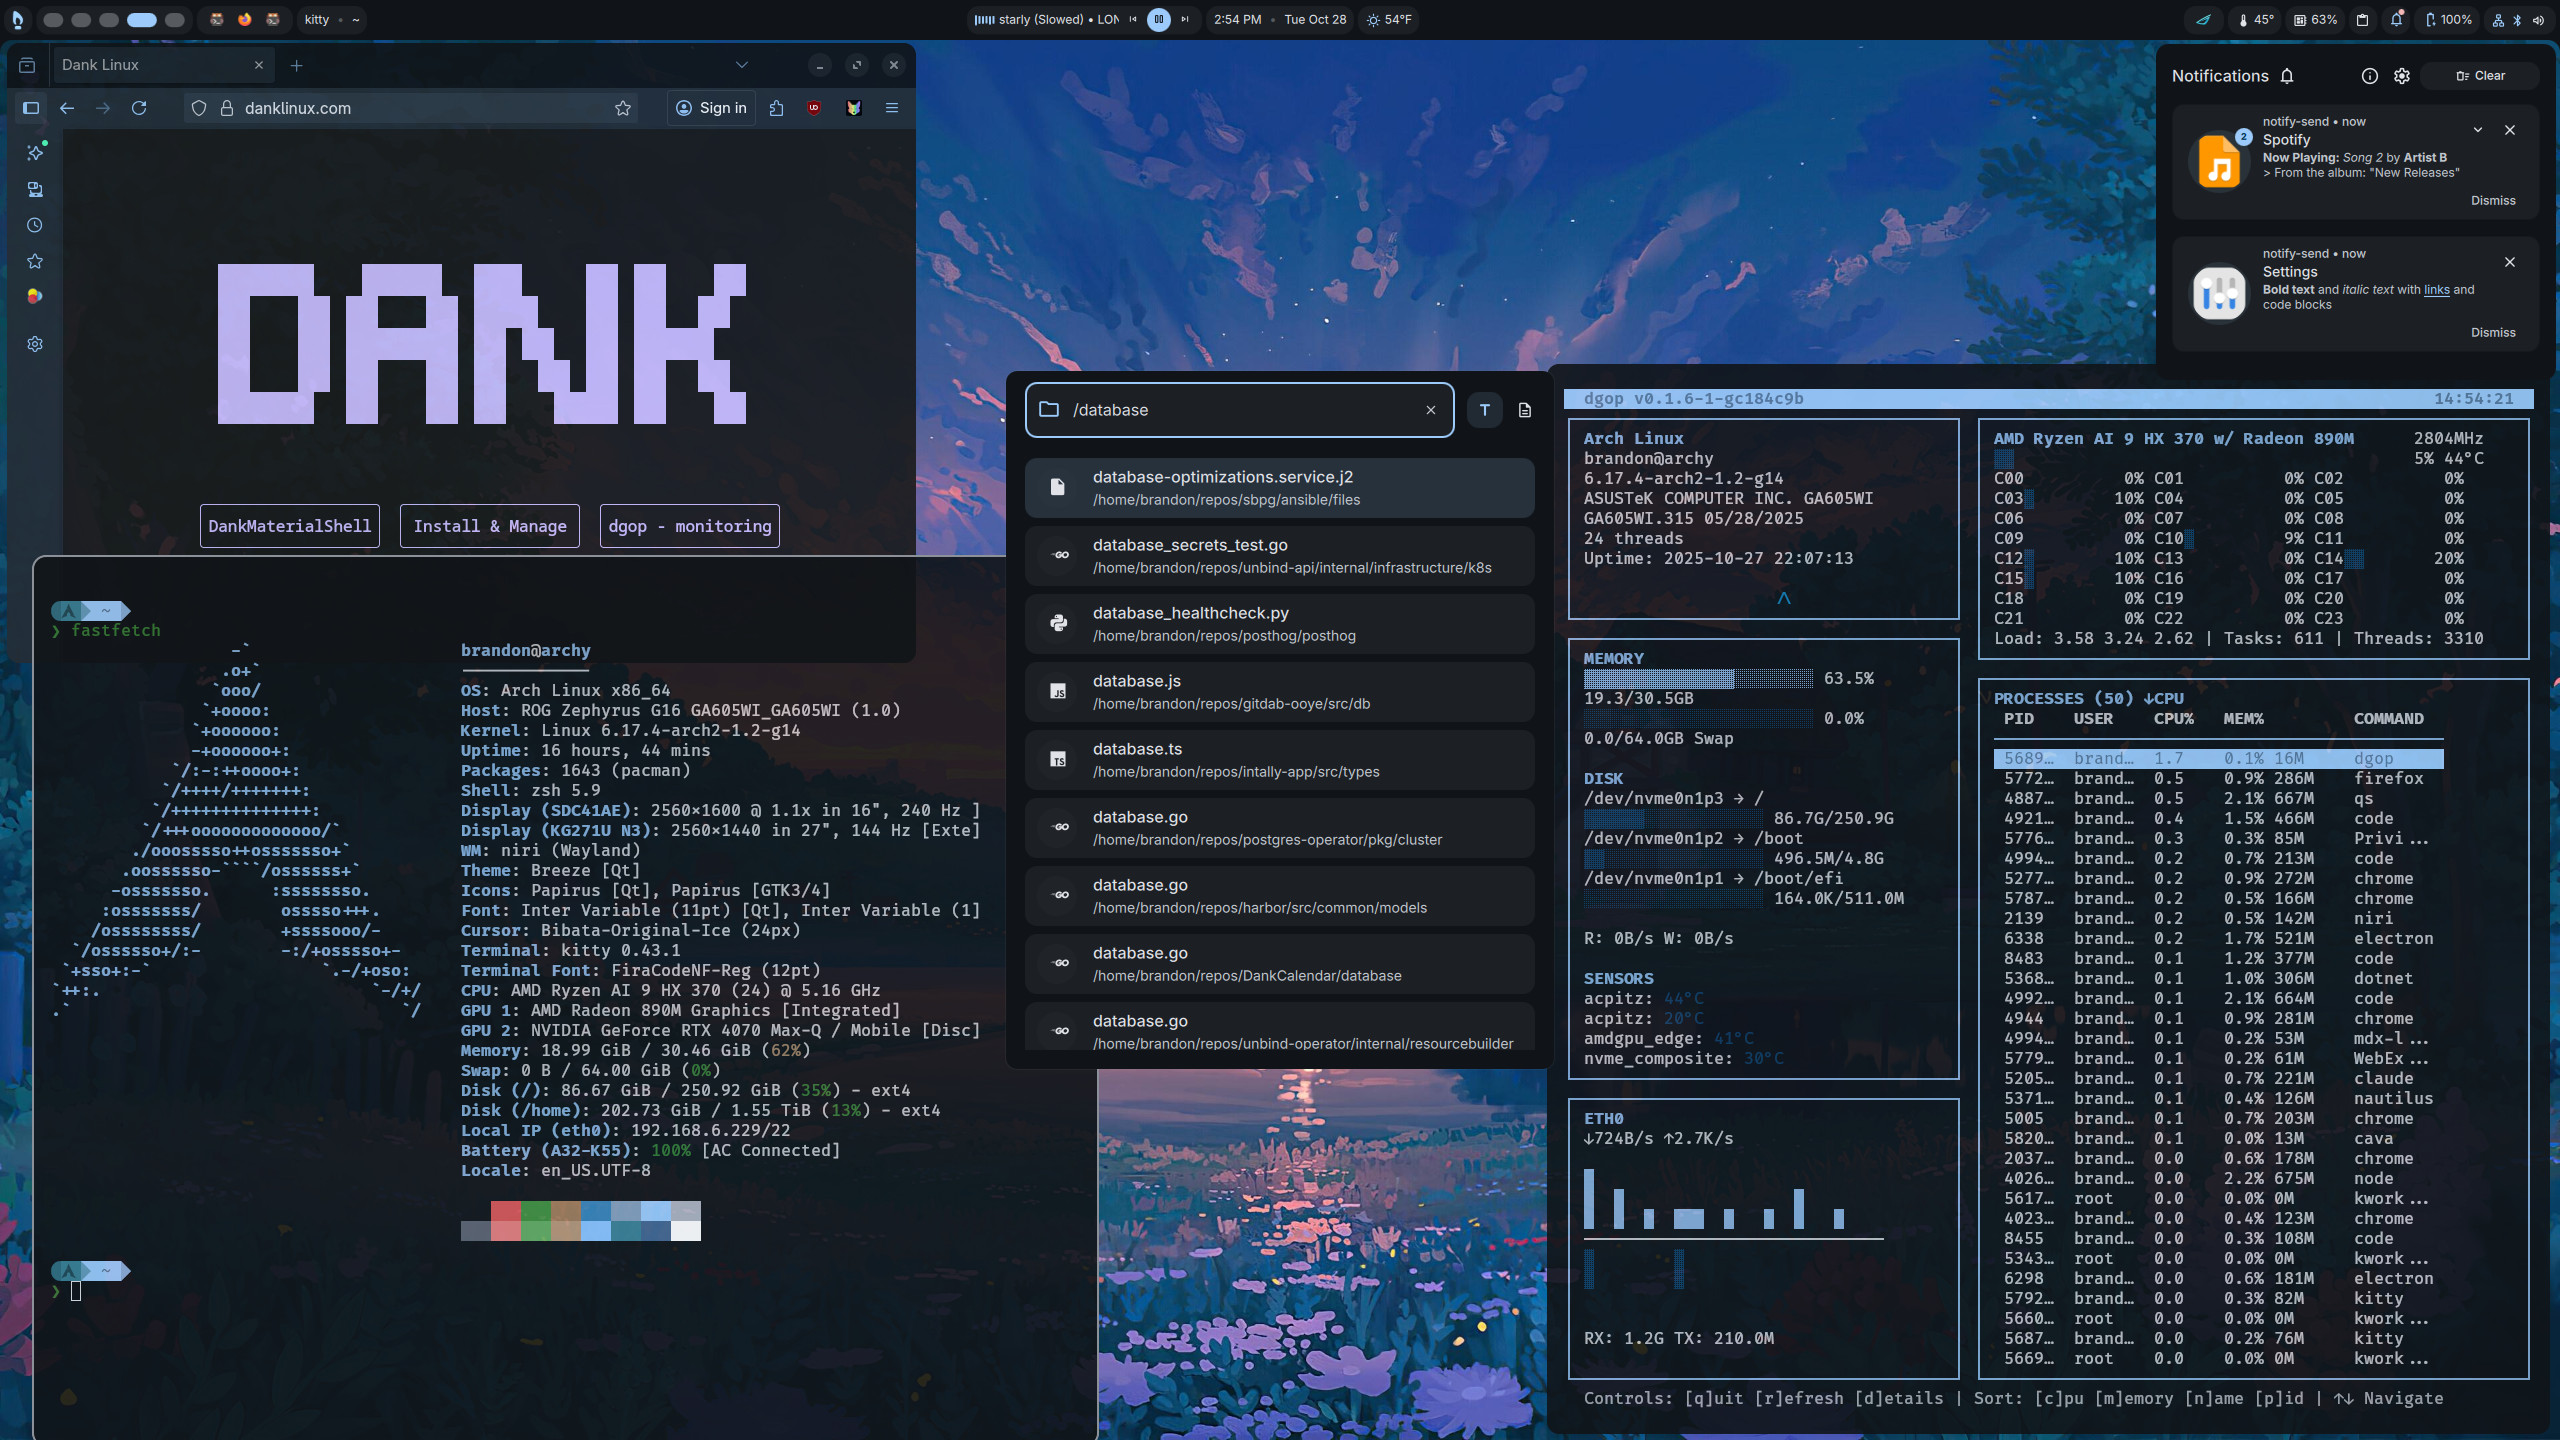 kitty • ~
starly (Slowed) • LON
2:54 PM • Tue Oct 28
54°F
45°
63%
100%
Dank Linux
danklinux.com
Sign in
DANK
DankMaterialShell
Install & Manage
dgop - monitoring
~
❯ fastfetch
-`
.o+`
`ooo/
`+oooo:
`+oooooo:
-+oooooo+:
`/:-:++oooo+:
`/++++/+++++++:
`/++++++++++++++:
`/+++ooooooooooooo/`
./ooosssso++osssssso+`
.oossssso-````/ossssss+`
-osssssso. :ssssssso.
:osssssss/ osssso+++.
/ossssssss/ +ssssooo/-
`/ossssso+/:- -:/+osssso+-
`+sso+:-` `.-/+oso:
`++:. `-/+/
.` `/
brandon@archy
OS: Arch Linux x86_64
Host: ROG Zephyrus G16 GA605WI_GA605WI (1.0)
Kernel: Linux 6.17.4-arch2-1.2-g14
Uptime: 16 hours, 44 mins
Packages: 1643 (pacman)
Shell: zsh 5.9
Display (SDC41AE): 2560×1600 @ 1.1x in 16", 240 Hz ]
Display (KG271U N3): 2560×1440 in 27", 144 Hz [Exte]
WM: niri (Wayland)
Theme: Breeze [Qt]
Icons: Papirus [Qt], Papirus [GTK3/4]
Font: Inter Variable (11pt) [Qt], Inter Variable (1]
Cursor: Bibata-Original-Ice (24px)
Terminal: kitty 0.43.1
Terminal Font: FiraCodeNF-Reg (12pt)
CPU: AMD Ryzen AI 9 HX 370 (24) @ 5.16 GHz
GPU 1: AMD Radeon 890M Graphics [Integrated]
GPU 2: NVIDIA GeForce RTX 4070 Max-Q / Mobile [Disc]
Memory: 18.99 GiB / 30.46 GiB (62%)
Swap: 0 B / 64.00 GiB (0%)
Disk (/): 86.67 GiB / 250.92 GiB (35%) - ext4
Disk (/home): 202.73 GiB / 1.55 TiB (13%) - ext4
Local IP (eth0): 192.168.6.229/22
Battery (A32-K55): 100% [AC Connected]
Locale: en_US.UTF-8
~
❯
/database
T
database-optimizations.service.j2
/home/brandon/repos/sbpg/ansible/files
database_secrets_test.go
/home/brandon/repos/unbind-api/internal/infrastructure/k8s
database_healthcheck.py
/home/brandon/repos/posthog/posthog
JS
database.js
/home/brandon/repos/gitdab-ooye/src/db
TS
database.ts
/home/brandon/repos/intally-app/src/types
database.go
/home/brandon/repos/postgres-operator/pkg/cluster
database.go
/home/brandon/repos/harbor/src/common/models
database.go
/home/brandon/repos/DankCalendar/database
database.go
/home/brandon/repos/unbind-operator/internal/resourcebuilder
Notifications
Clear
notify-send • now
2
Spotify
Now Playing: Song 2 by Artist B
> From the album: "New Releases"
Dismiss
notify-send • now
Settings
Bold text and italic text with links and
code blocks
Dismiss
dgop v0.1.6-1-gc184c9b 14:54:21
Arch Linux
brandon@archy
6.17.4-arch2-1.2-g14
ASUSTeK COMPUTER INC. GA605WI
GA605WI.315 05/28/2025
24 threads
Uptime: 2025-10-27 22:07:13
AMD Ryzen AI 9 HX 370 w/ Radeon 890M 2804MHz
5% 44°C
C00 0% C01 0% C02 0%
C03 10% C04 0% C05 0%
C06 0% C07 0% C08 0%
C09 0% C10 9% C11 0%
C12 10% C13 0% C14 20%
C15 10% C16 0% C17 0%
C18 0% C19 0% C20 0%
C21 0% C22 0% C23 0%
Load: 3.58 3.24 2.62 | Tasks: 611 | Threads: 3310
MEMORY
63.5%
19.3/30.5GB
0.0%
0.0/64.0GB Swap
DISK
/dev/nvme0n1p3 → /
86.7G/250.9G
/dev/nvme0n1p2 → /boot
496.5M/4.8G
/dev/nvme0n1p1 → /boot/efi
164.0K/511.0M
R: 0B/s W: 0B/s
SENSORS
acpitz: 44°C
acpitz: 20°C
amdgpu_edge: 41°C
nvme_composite: 30°C
ETH0
↓724B/s ↑2.7K/s
RX: 1.2G TX: 210.0M
PROCESSES (50) ↓CPU
PID USER CPU% MEM% COMMAND
5689… brand… 1.7 0.1% 16M dgop
5772… brand… 0.5 0.9% 286M firefox
4887… brand… 0.5 2.1% 667M qs
4921… brand… 0.4 1.5% 466M code
5776… brand… 0.3 0.3% 85M Privi...
4994… brand… 0.2 0.7% 213M code
5277… brand… 0.2 0.9% 272M chrome
5787… brand… 0.2 0.5% 166M chrome
2139 brand… 0.2 0.5% 142M niri
6338 brand… 0.2 1.7% 521M electron
8483 brand… 0.1 1.2% 377M code
5368… brand… 0.1 1.0% 306M dotnet
4992… brand… 0.1 2.1% 664M code
4944 brand… 0.1 0.9% 281M chrome
4994… brand… 0.1 0.2% 53M mdx-l...
5779… brand… 0.1 0.2% 61M WebEx...
5205… brand… 0.1 0.7% 221M claude
5371… brand… 0.1 0.4% 126M nautilus
5005 brand… 0.1 0.7% 203M chrome
5820… brand… 0.1 0.0% 13M cava
2037… brand… 0.0 0.6% 178M chrome
4026… brand… 0.0 2.2% 675M node
5617… root 0.0 0.0% 0M kwork...
4023… brand… 0.0 0.4% 123M chrome
8455 brand… 0.0 0.3% 108M code
5343… root 0.0 0.0% 0M kwork...
6298 brand… 0.0 0.6% 181M electron
5792… brand… 0.0 0.3% 82M kitty
5660… root 0.0 0.0% 0M kwork...
5687… brand… 0.0 0.2% 76M kitty
5669… root 0.0 0.0% 0M kwork...
Controls: [q]uit [r]efresh [d]etails | Sort: [c]pu [m]emory [n]ame [p]id | ↑↓ Navigate